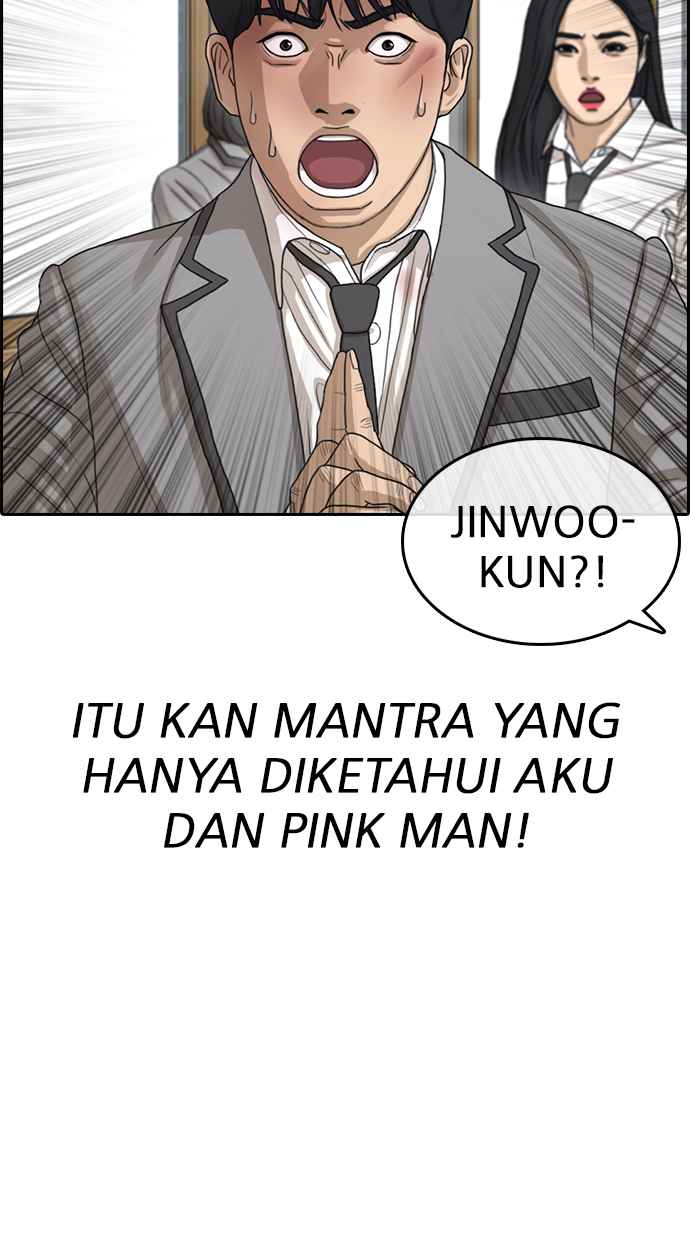 JINWOO-
KUN?!
ITU KAN MANTRA YANG
HANYA DIKETAHUI AKU
DAN PINK MAN!